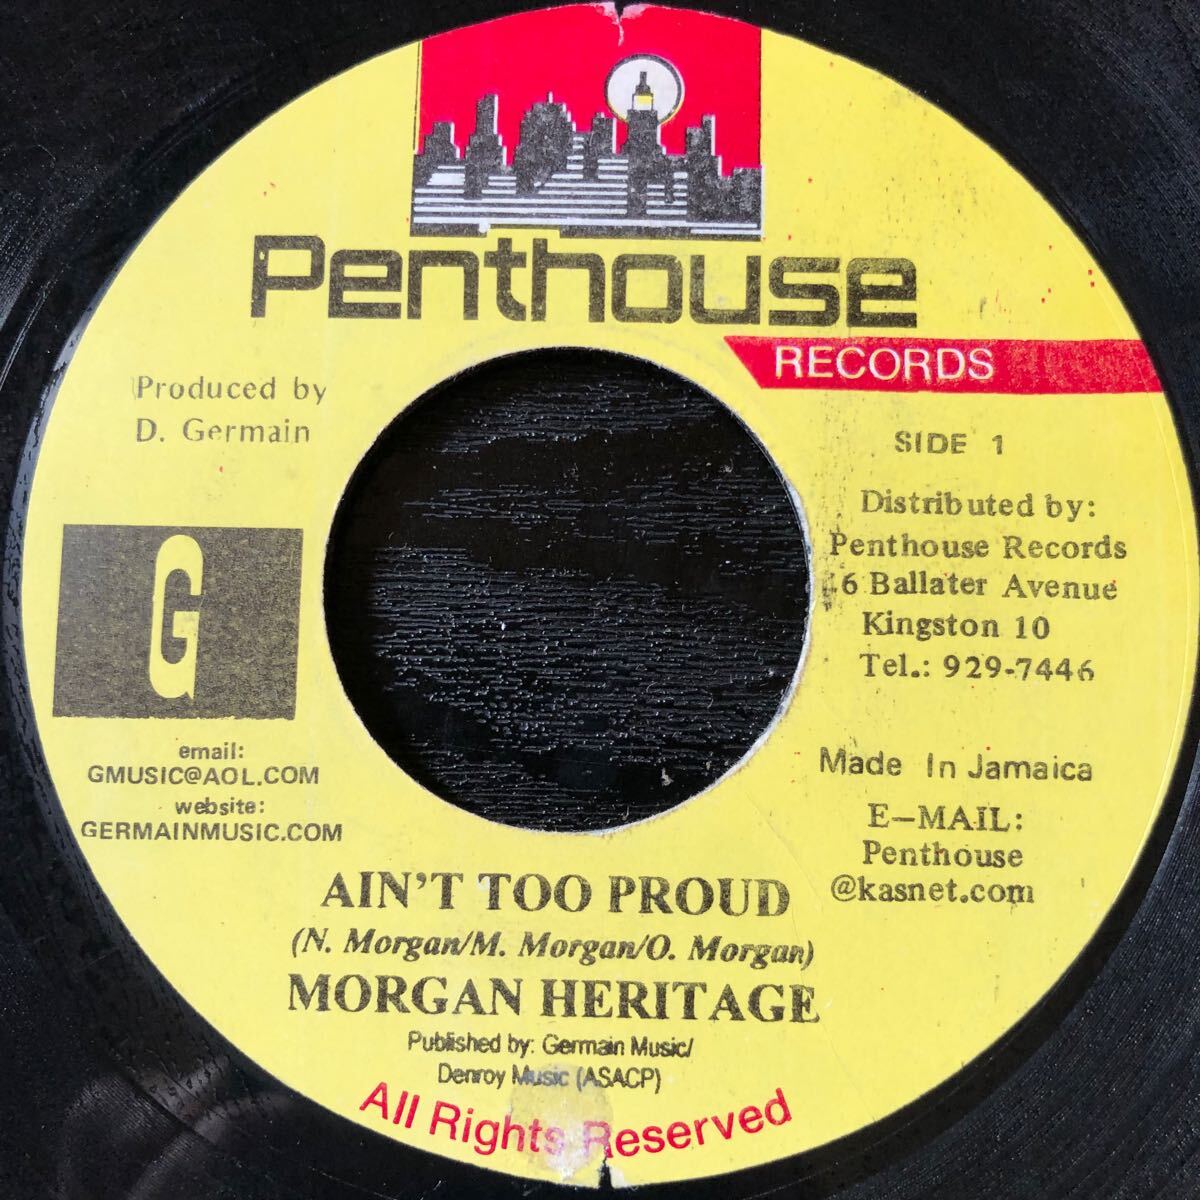 Penthouse
RECORDS
Produced by
D. Germain
SIDE 1
Distributed by:
Penthouse Records
6 Ballater Avenue
Kingston 10
Tel.: 929-7446
G
email:
GMUSIC@AOL.COM
website:
GERMAINMUSIC.COM
Made In Jamaica
E-MAIL:
Penthouse
@kasnet.com
AIN'T TOO PROUD
(N. Morgan/M. Morgan/O. Morgan)
MORGAN HERITAGE
Published by: Germain Music/
Denroy Music (ASACP)
All Rights Reserved